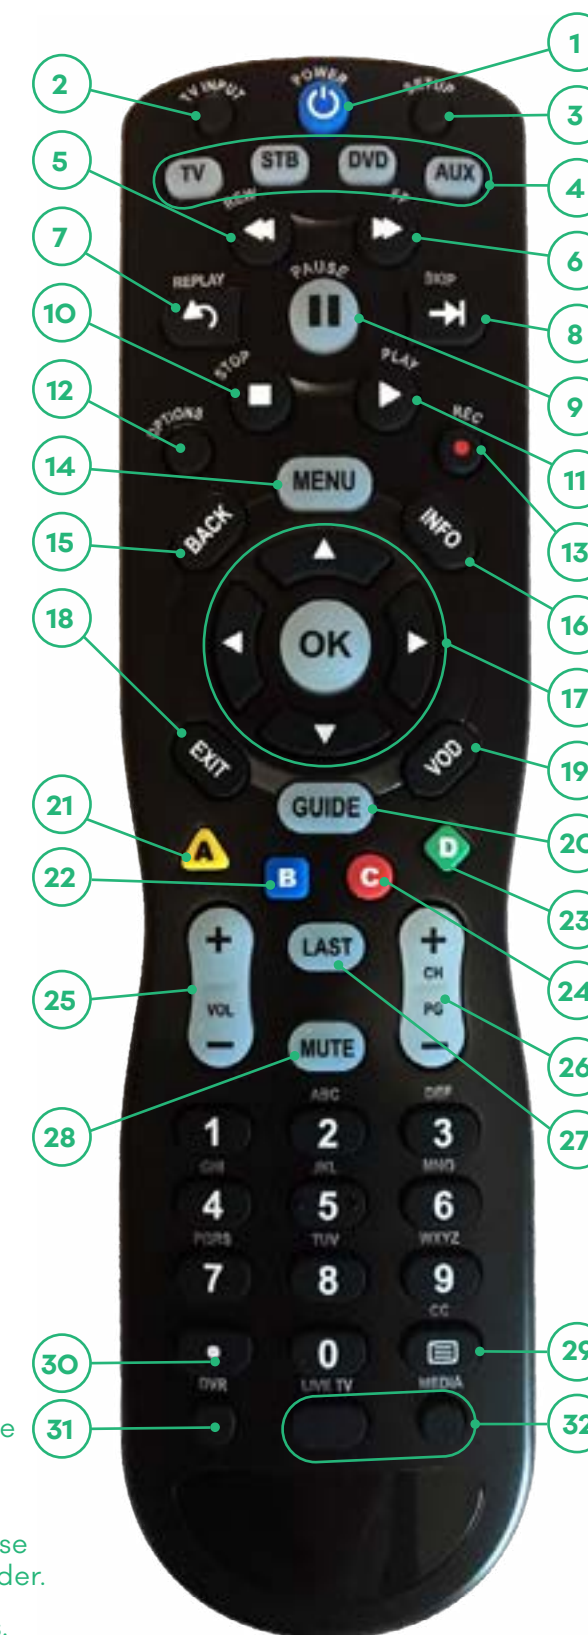 1
2
TV INPUT
POWER
SETUP
3
5
TV
STB
DVD
AUX
4
REW
FF
7
6
REPLAY
PAUSE
SKIP
10
8
STOP
PLAY
12
9
OPTIONS
REC
14
MENU
11
15
BACK
INFO
13
18
OK
16
17
EXIT
VOD
19
21
GUIDE
20
A
D
22
B
C
23
+
LAST
+
CH
24
25
VOL
PG
–
MUTE
–
26
28
ABC
DEF
27
1
2
3
GHI
JKL
MNO
4
5
6
PQRS
TUV
WXYZ
7
8
9
CC
30
0
29
DVR
LIVE TV
MEDIA
31
32
e
se
der.